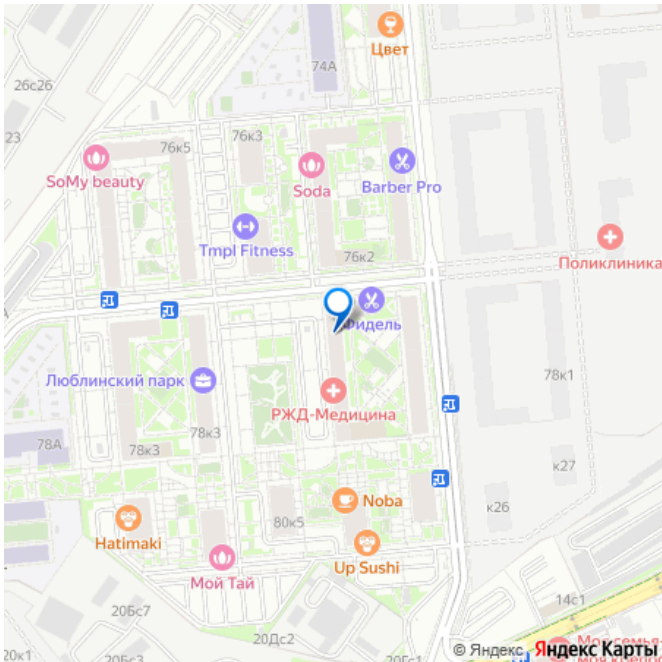 Цвет
74А
26с26
23
76к5
76к3
SoMy beauty
Soda
Barber Pro
Tmpl Fitness
76к2
Поликлиника
Фидель
Люблинский парк
78к1
РЖД-Медицина
78А
78к3
78к3
к27
Noba
к26
80к5
Hatimaki
Up Sushi
Мой Тай
20Бс7
14с1
20Дс2
20к1
20Бс3
20Гс1
© Яндекс Яндекс Карты